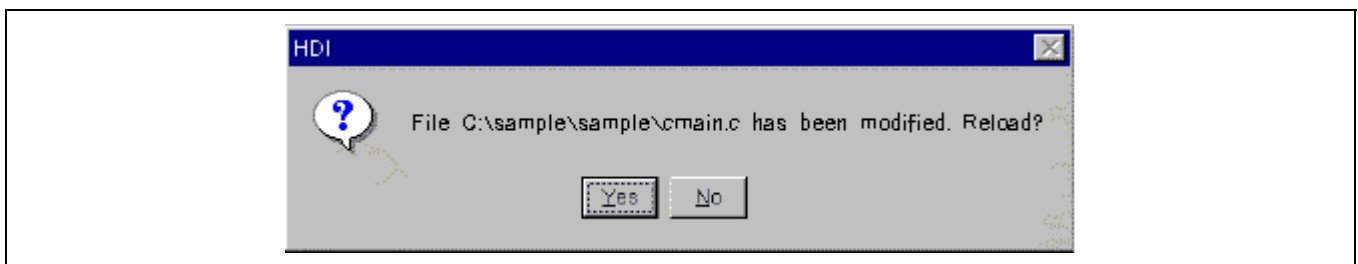 HDI
File C:\sample\sample\cmain.c has been modified. Reload?
Yes No